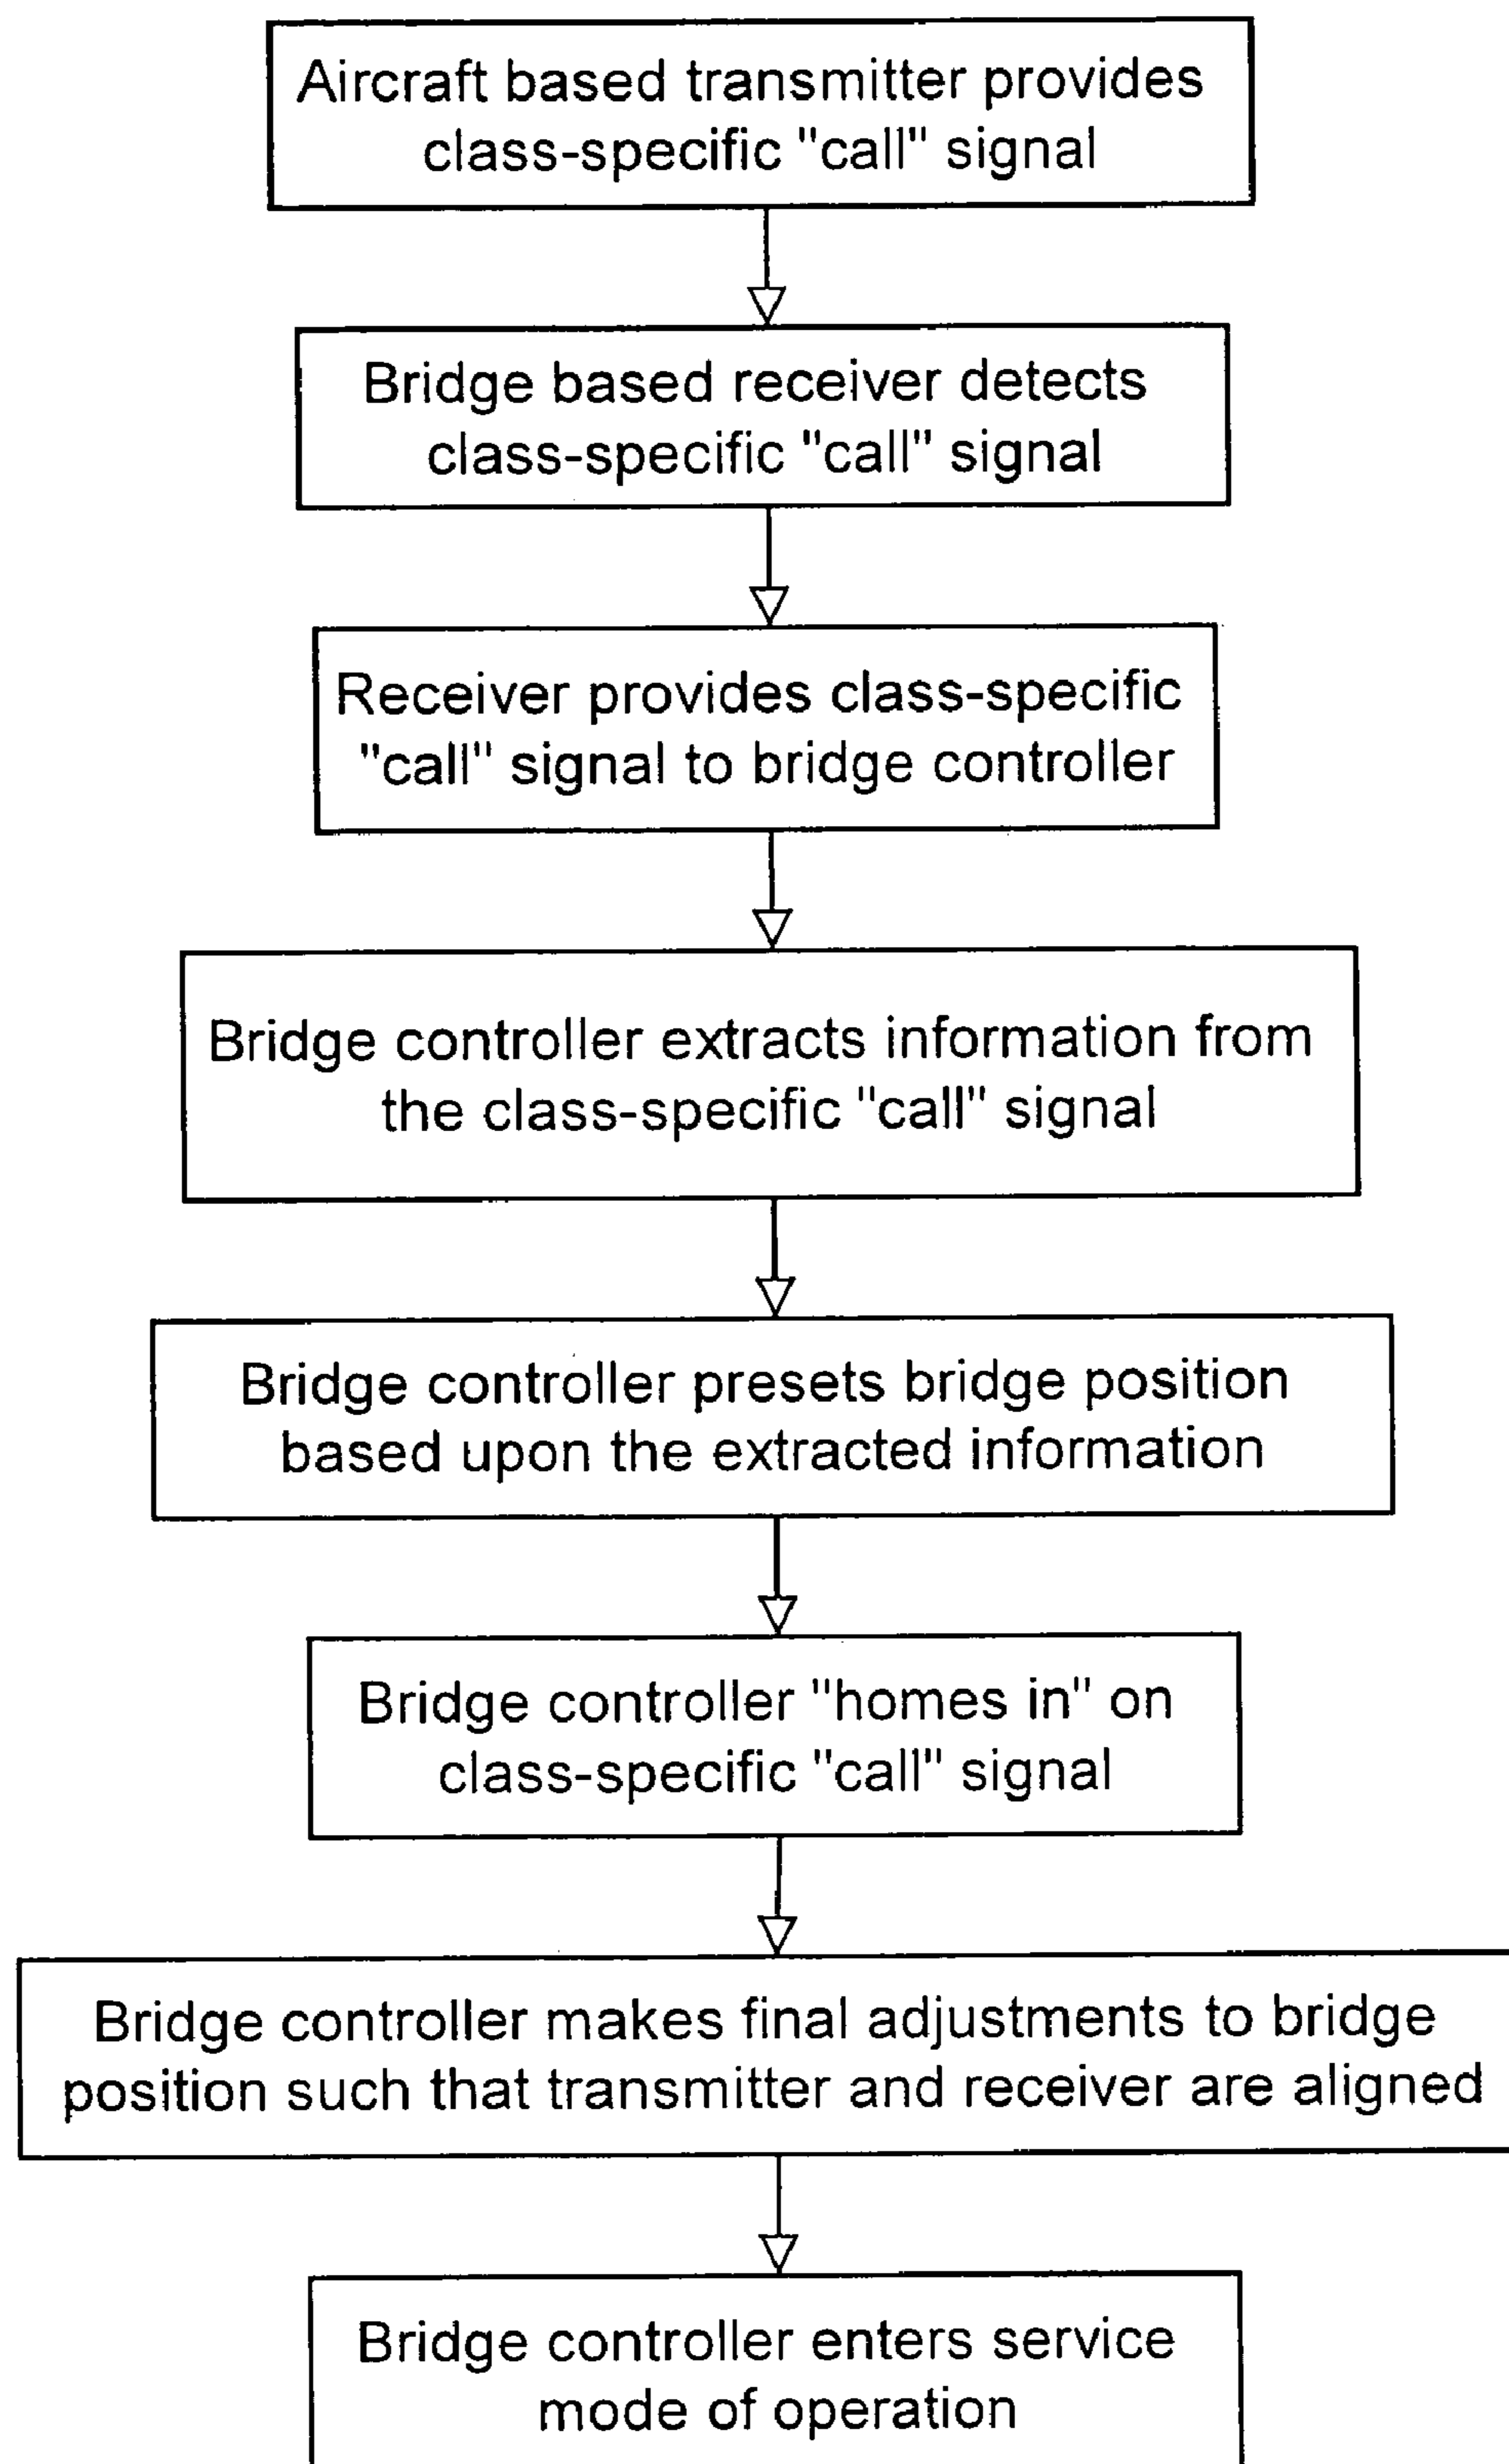 Aircraft based transmitter provides
class-specific "call" signal
Bridge based receiver detects
class-specific "call" signal
Receiver provides class-specific
"call" signal to bridge controller
Bridge controller extracts information from
the class-specific "call" signal
Bridge controller presets bridge position
based upon the extracted information
Bridge controller "homes in" on
class-specific "call" signal
Bridge controller makes final adjustments to bridge
position such that transmitter and receiver are aligned
Bridge controller enters service
mode of operation